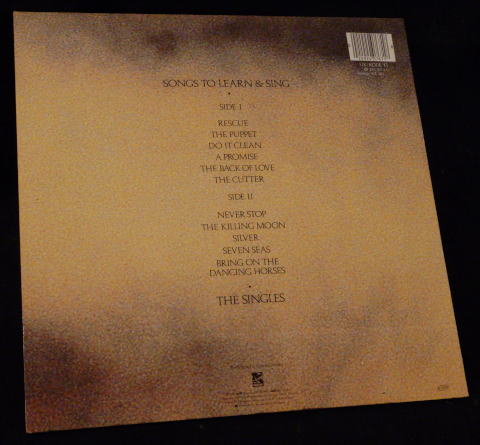 SONGS TO LEARN & SING
SIDE I
RESCUE
THE PUPPET
DO IT CLEAN
A PROMISE
THE BACK OF LOVE
THE CUTTER
SIDE II
NEVER STOP
THE KILLING MOON
SILVER
SEVEN SEAS
BRING ON THE
DANCING HORSES
THE SINGLES